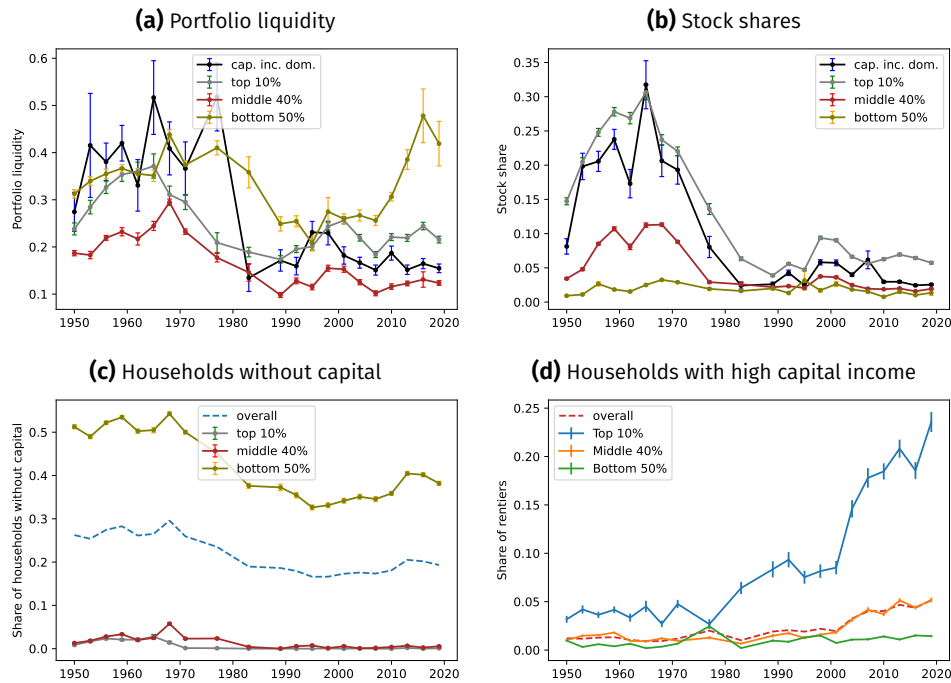 (a) Portfolio liquidity
0.6
0.5
0.4
0.3
0.2
0.1
Portfolio liquidity
cap. inc. dom.
top 10%
middle 40%
bottom 50%
1950 1960 1970 1980 1990 2000 2010 2020
(b) Stock shares
0.35
0.30
0.25
0.20
0.15
0.10
0.05
0.00
Stock share
cap. inc. dom.
top 10%
middle 40%
bottom 50%
1950 1960 1970 1980 1990 2000 2010 2020
(c) Households without capital
0.5
0.4
0.3
0.2
0.1
0.0
Share of households without capital
overall
top 10%
middle 40%
bottom 50%
1950 1960 1970 1980 1990 2000 2010 2020
(d) Households with high capital income
0.25
0.20
0.15
0.10
0.05
0.00
Share of rentiers
overall
Top 10%
Middle 40%
Bottom 50%
1950 1960 1970 1980 1990 2000 2010 2020